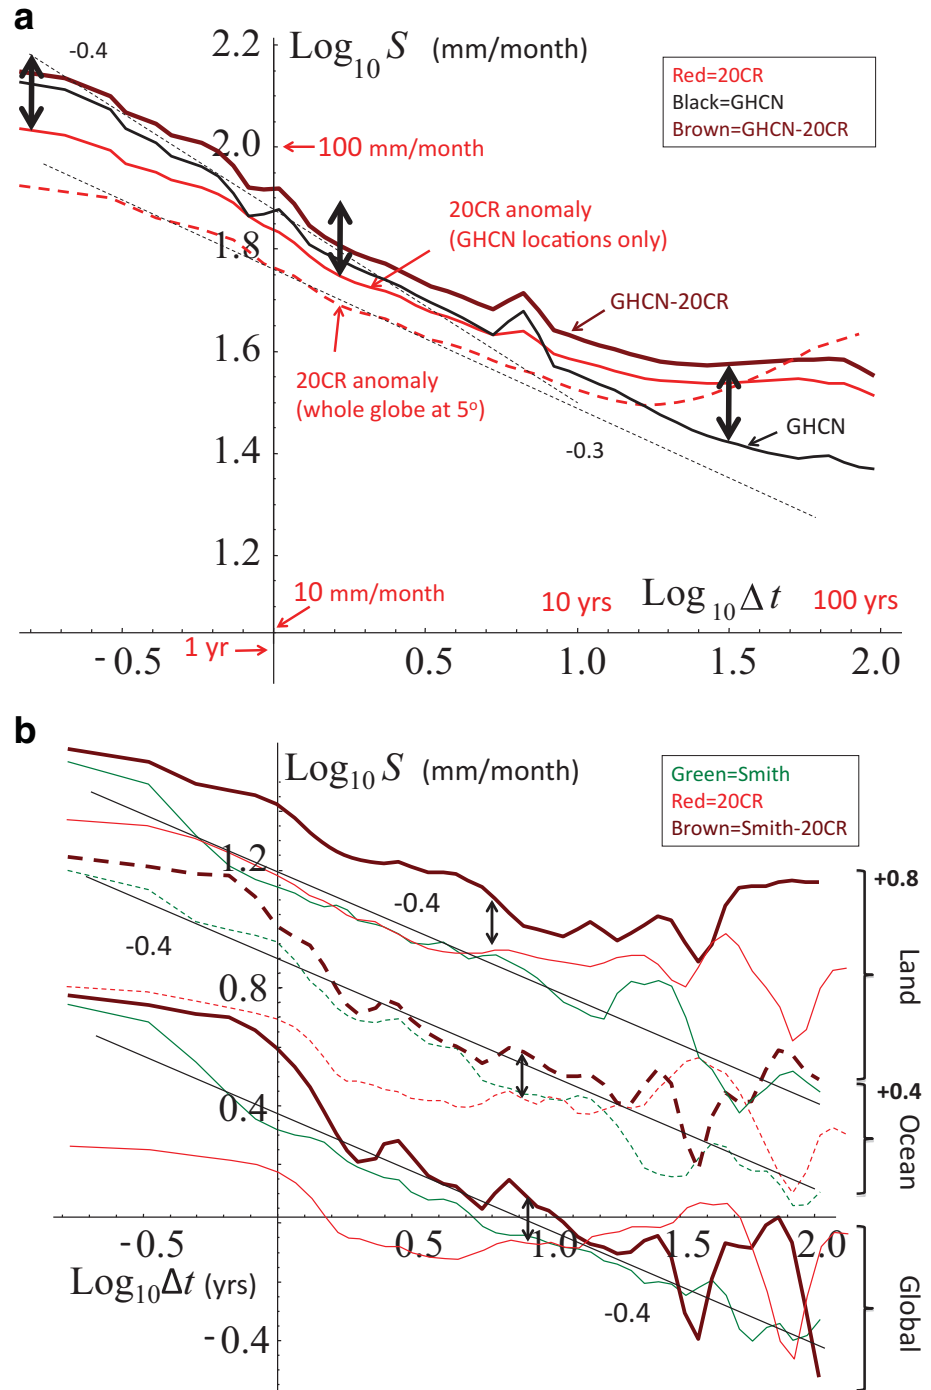 a
-0.4
2.2
Log10 S (mm/month)
Red=20CR
Black=GHCN
Brown=GHCN-20CR
2.0
100 mm/month
20CR anomaly
(GHCN locations only)
1.8
GHCN-20CR
1.6
20CR anomaly
(whole globe at 5°)
GHCN
1.4
-0.3
1.2
10 mm/month
10 yrs
Log10 Δt
100 yrs
1 yr
-0.5
0.5
1.0
1.5
2.0
b
Log10 S (mm/month)
Green=Smith
Red=20CR
Brown=Smith-20CR
1.2
+0.8
-0.4
-0.4
Land
0.8
+0.4
0.4
Ocean
-0.5
0.5
1.0
1.5
2.0
Log10 Δt (yrs)
-0.4
Global
-0.4